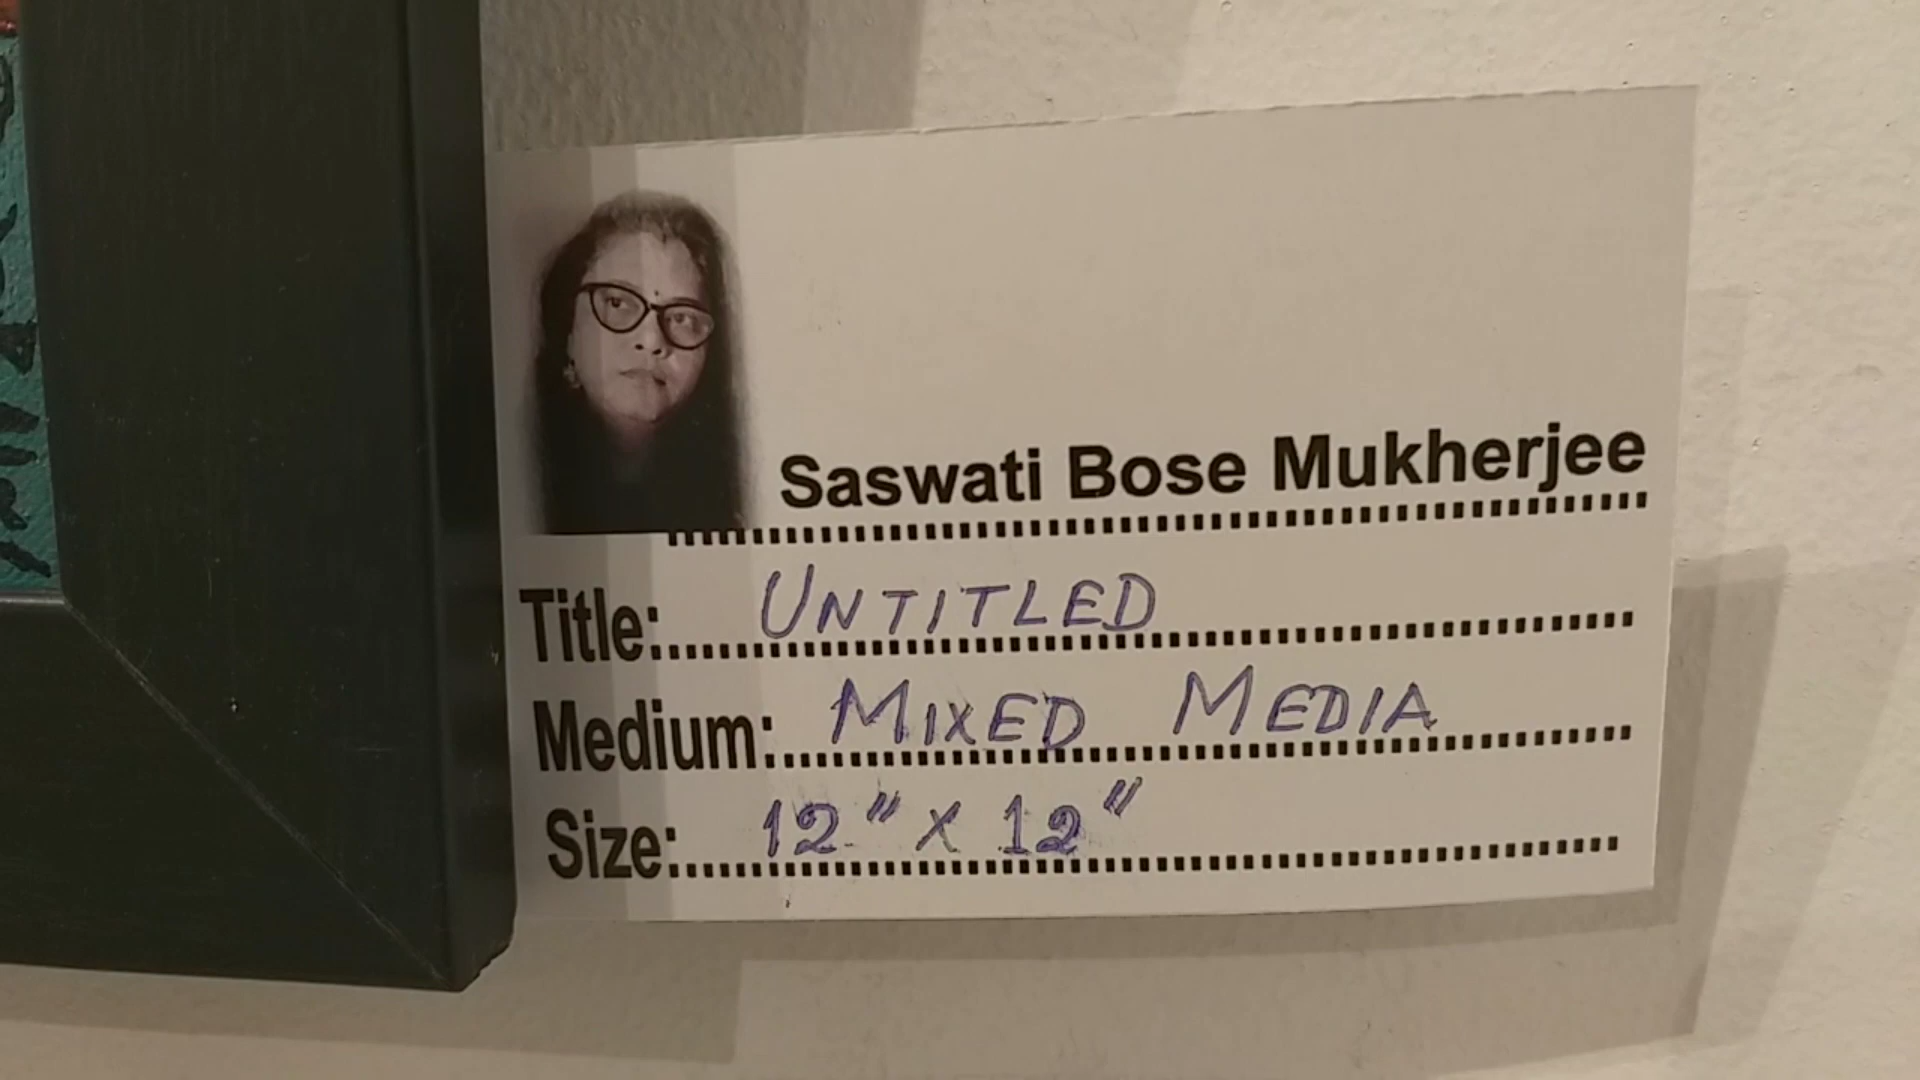 Saswati Bose Mukherjee
Title: UNTITLED
Medium: MIXED MEDIA
Size: 12" X 12"